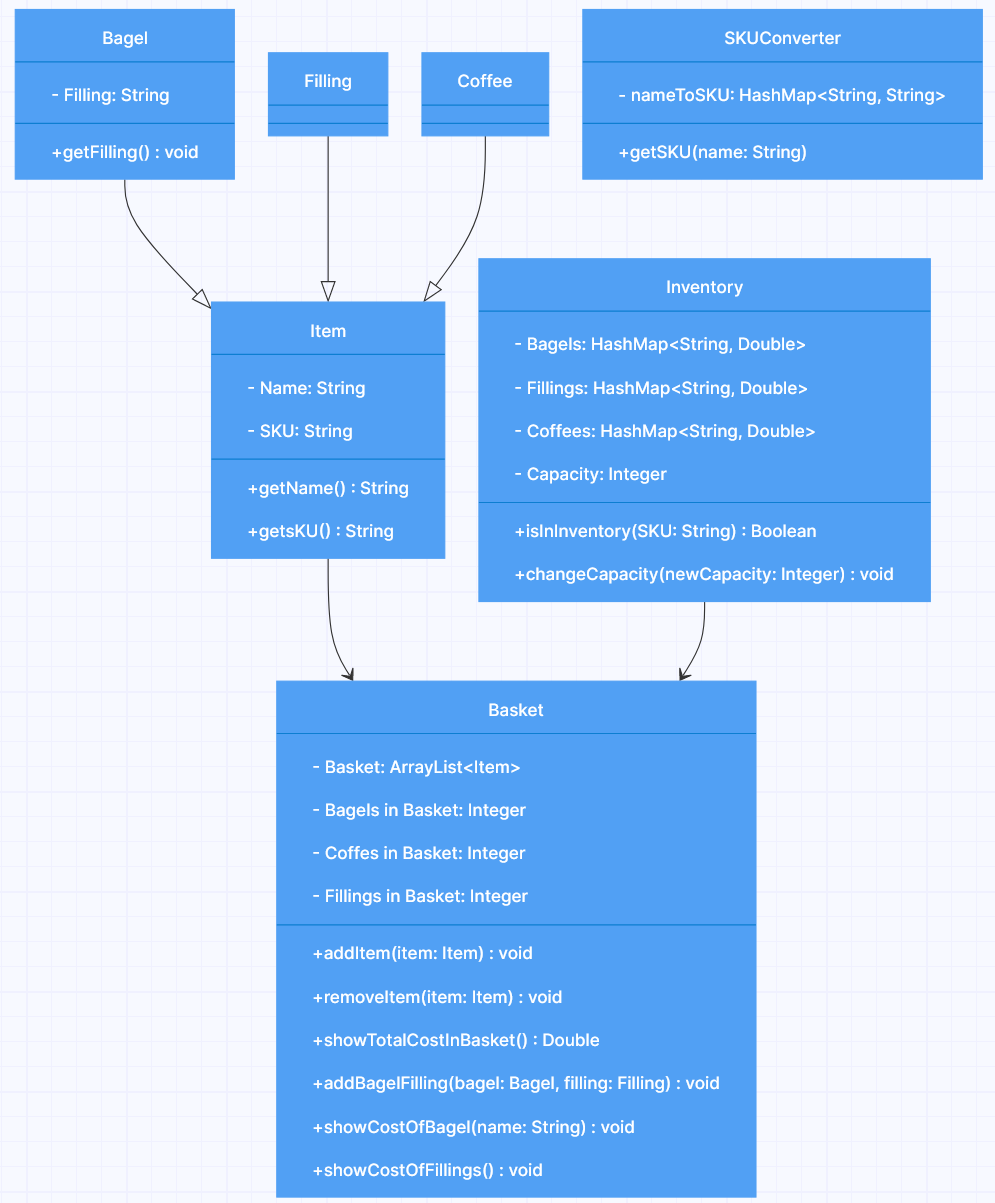 Bagel
- Filling: String
+getFilling() : void
Filling
Coffee
SKUConverter
- nameToSKU: HashMap<String, String>
+getSKU(name: String)
Item
- Name: String
- SKU: String
+getName() : String
+getsKU() : String
Inventory
- Bagels: HashMap<String, Double>
- Fillings: HashMap<String, Double>
- Coffees: HashMap<String, Double>
- Capacity: Integer
+isInInventory(SKU: String) : Boolean
+changeCapacity(newCapacity: Integer) : void
Basket
- Basket: ArrayList<Item>
- Bagels in Basket: Integer
- Coffes in Basket: Integer
- Fillings in Basket: Integer
+addItem(item: Item) : void
+removeItem(item: Item) : void
+showTotalCostInBasket() : Double
+addBagelFilling(bagel: Bagel, filling: Filling) : void
+showCostOfBagel(name: String) : void
+showCostOfFillings() : void